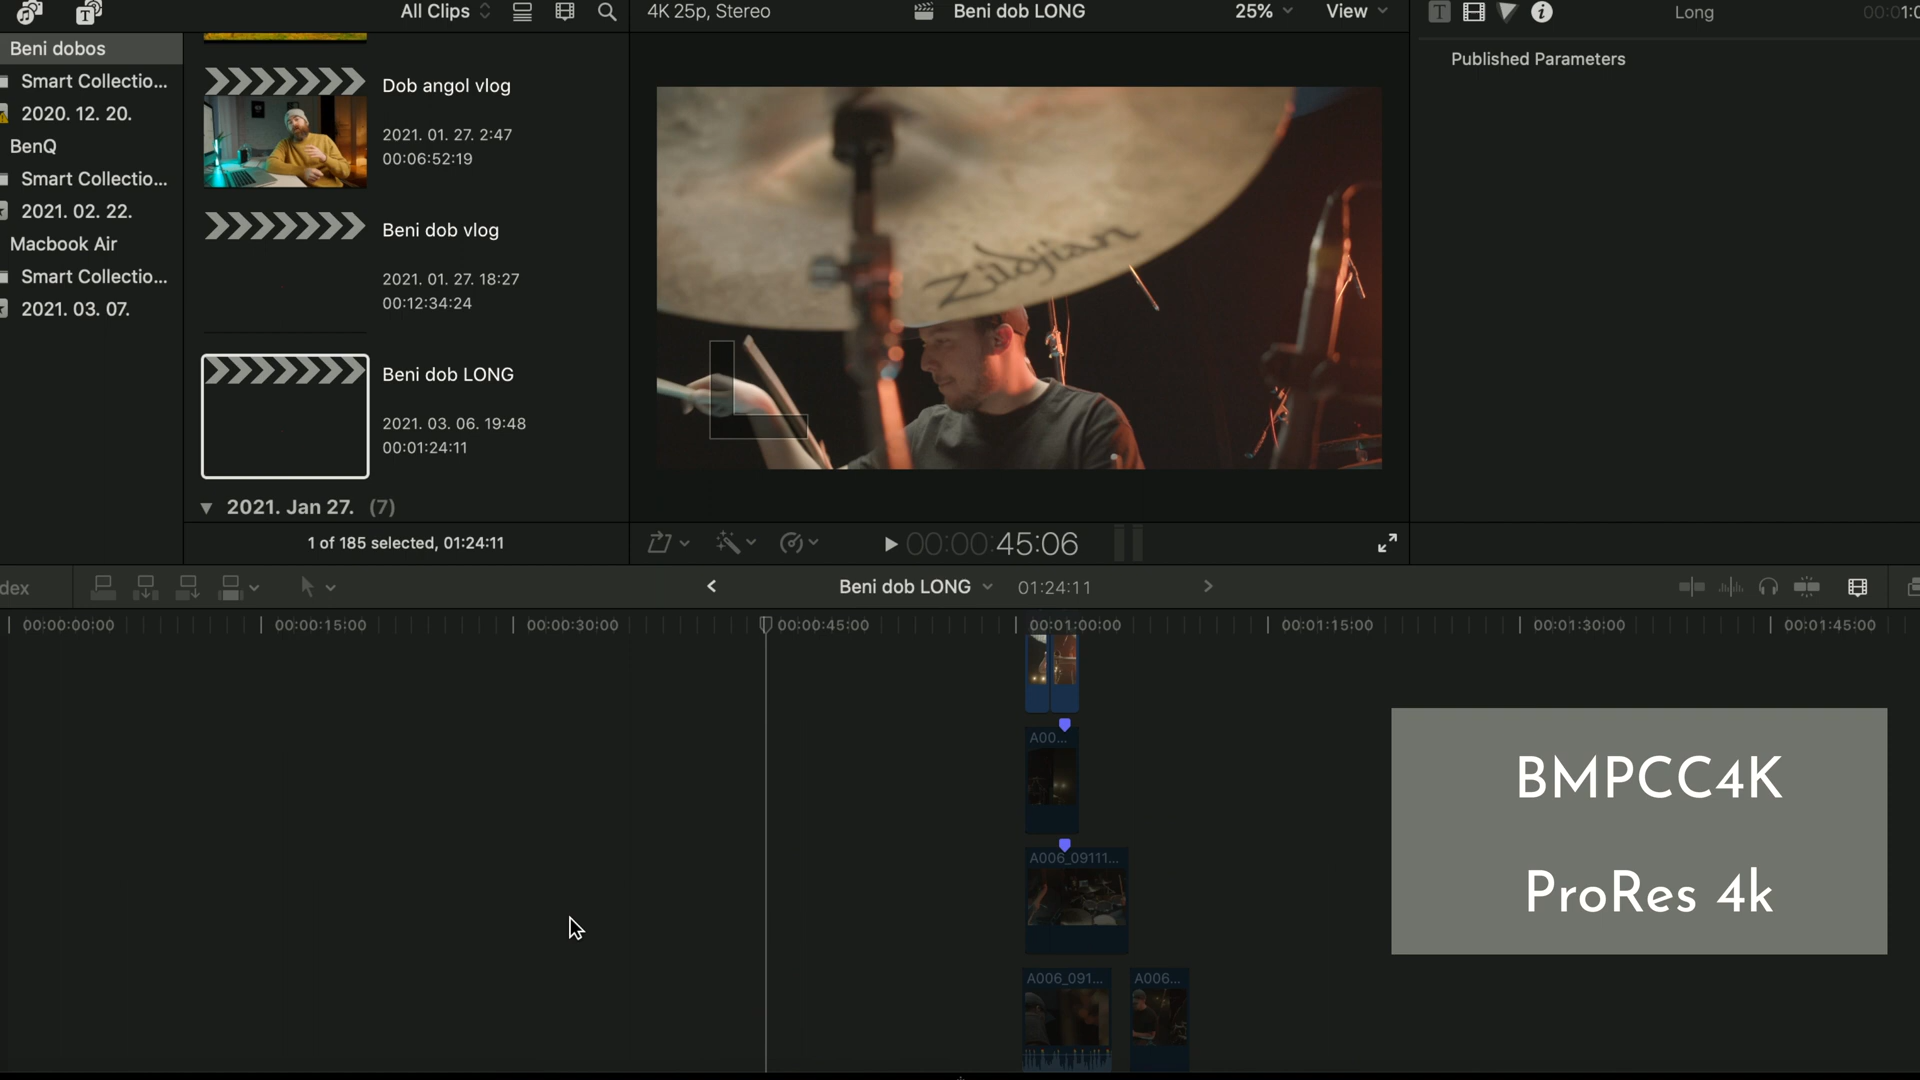 All Clips
4K 25p, Stereo
Beni dob LONG
25%
View
T
Long
Published Parameters
Beni dobos
Smart Collectio...
2020. 12. 20.
BenQ
Smart Collectio...
2021. 02. 22.
Macbook Air
Smart Collectio...
2021. 03. 07.
Dob angol vlog
2021. 01. 27. 2:47
00:06:52:19
Beni dob vlog
2021. 01. 27. 18:27
00:12:34:24
Beni dob LONG
2021. 03. 06. 19:48
00:01:24:11
2021. Jan 27. (7)
1 of 185 selected, 01:24:11
Zildjian
00:00:45:06
dex
Beni dob LONG
01:24:11
00:00:00:00
00:00:15:00
00:00:30:00
00:00:45:00
00:01:00:00
00:01:15:00
00:01:30:00
00:01:45:00
A00...
A006_09111...
A006_091...
A006...
BMPCC4K
ProRes 4k